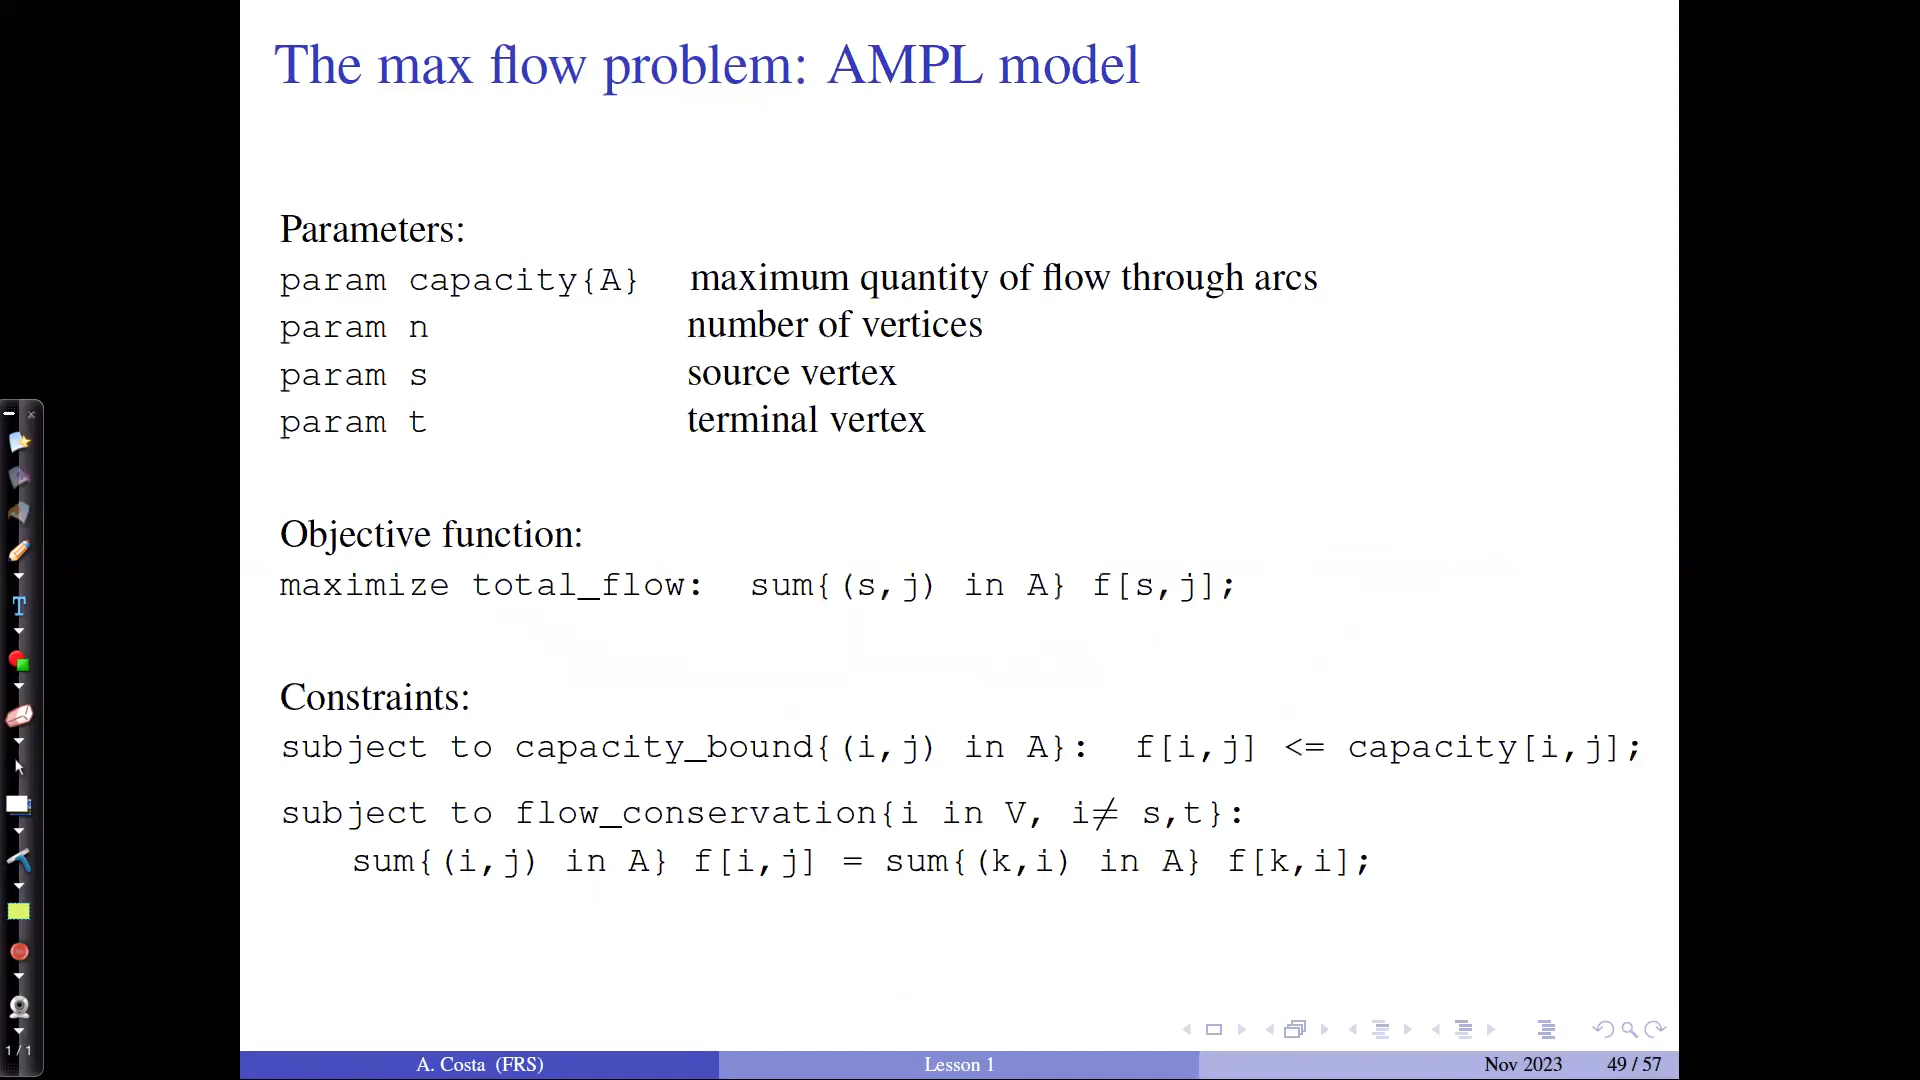 The max flow problem: AMPL model
Parameters:
param capacity{A} maximum quantity of flow through arcs
param n number of vertices
param s source vertex
param t terminal vertex
Objective function:
maximize total_flow: sum{(s,j) in A} f[s,j];
Constraints:
subject to capacity_bound{(i,j) in A}: f[i,j] <= capacity[i,j];
subject to flow_conservation{i in V, i≠ s,t}:
sum{(i,j) in A} f[i,j] = sum{(k,i) in A} f[k,i];
T
1 / 1
A. Costa (FRS) Lesson 1 Nov 2023 49 / 57